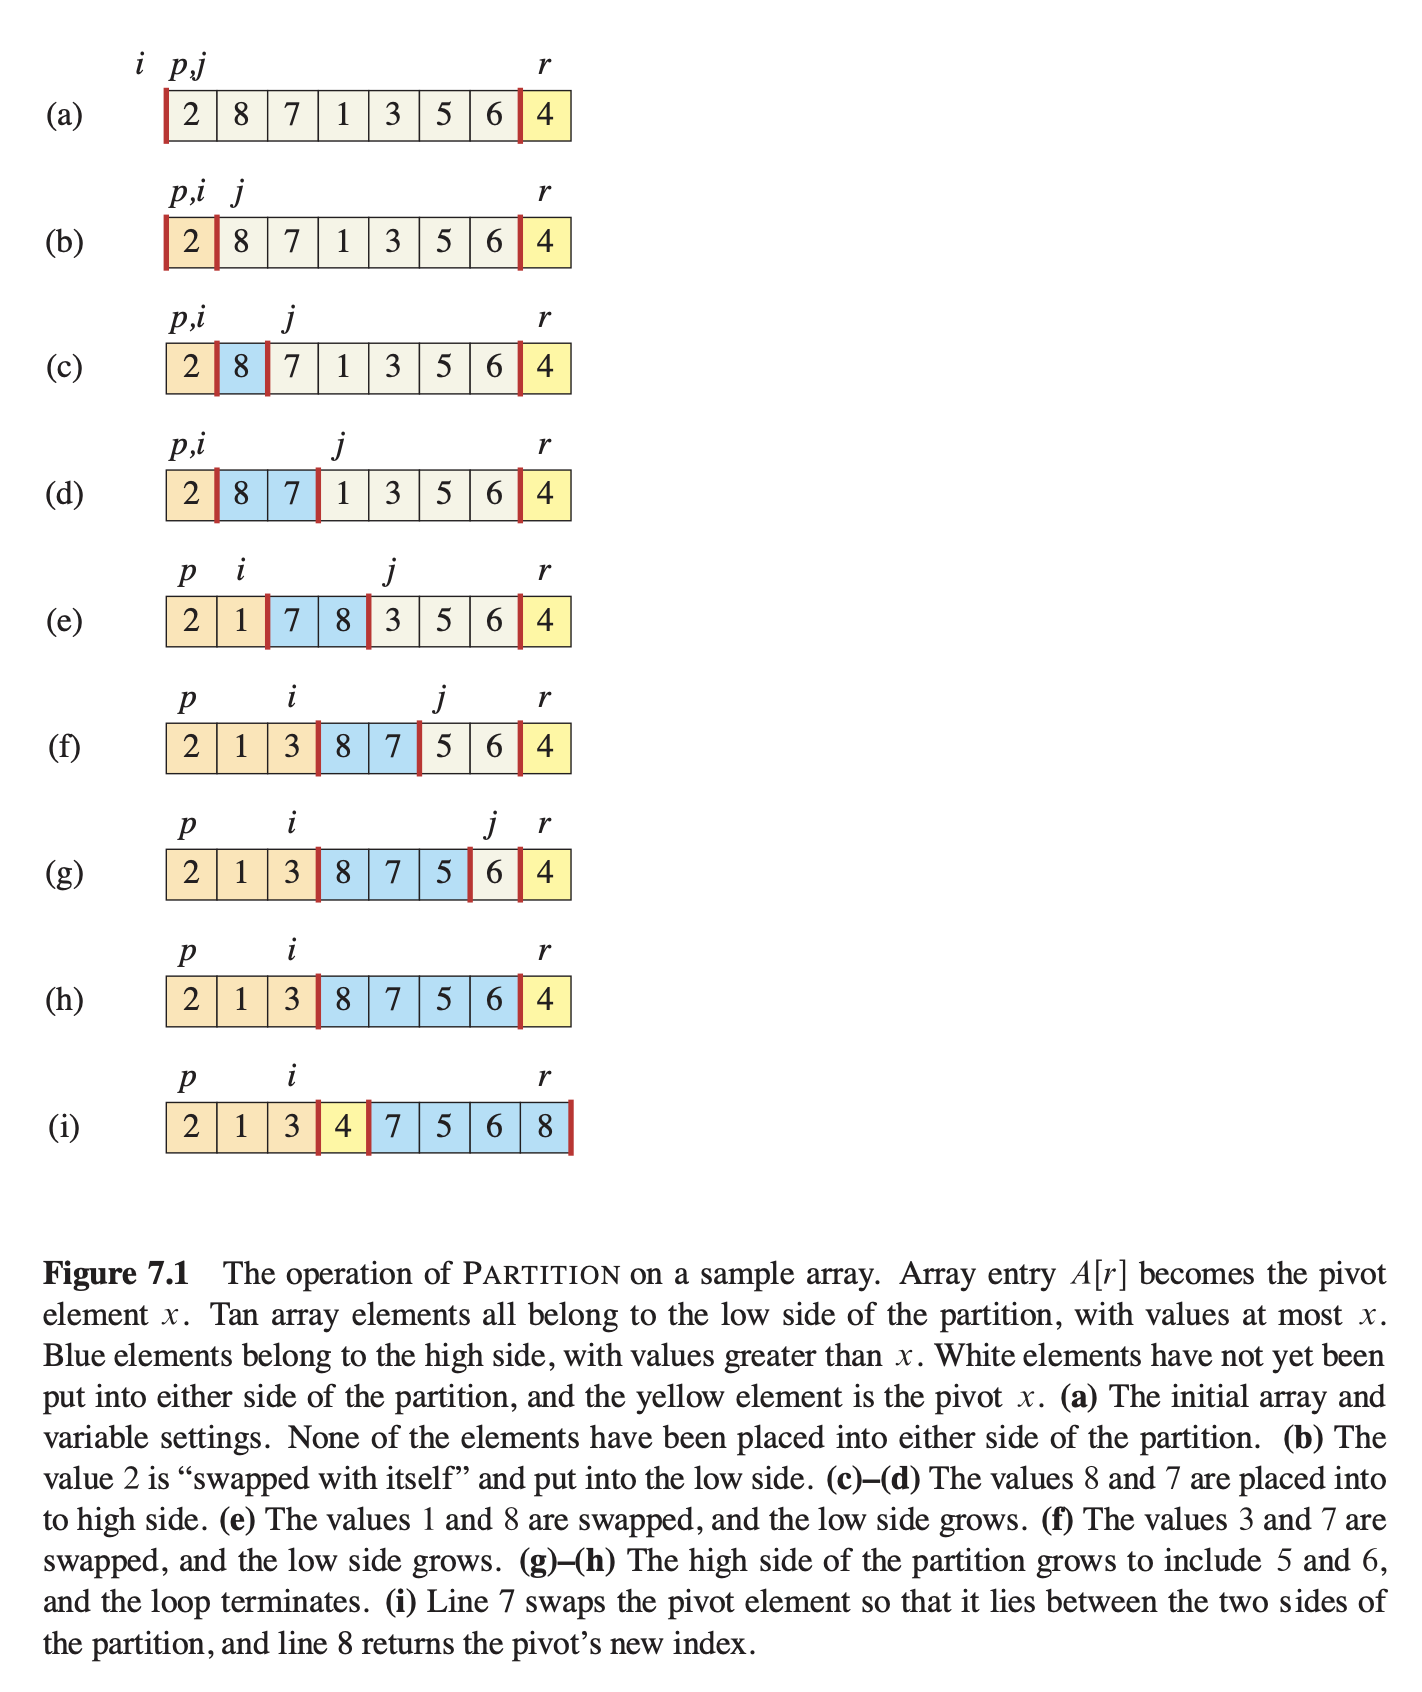 i p,j r
(a) 2 8 7 1 3 5 6 4
p,i j r
(b) 2 8 7 1 3 5 6 4
p,i j r
(c) 2 8 7 1 3 5 6 4
p,i j r
(d) 2 8 7 1 3 5 6 4
p i j r
(e) 2 1 7 8 3 5 6 4
p i j r
(f) 2 1 3 8 7 5 6 4
p i j r
(g) 2 1 3 8 7 5 6 4
p i r
(h) 2 1 3 8 7 5 6 4
p i r
(i) 2 1 3 4 7 5 6 8
Figure 7.1 The operation of PARTITION on a sample array. Array entry A[r] becomes the pivot
element x. Tan array elements all belong to the low side of the partition, with values at most x.
Blue elements belong to the high side, with values greater than x. White elements have not yet been
put into either side of the partition, and the yellow element is the pivot x. (a) The initial array and
variable settings. None of the elements have been placed into either side of the partition. (b) The
value 2 is “swapped with itself” and put into the low side. (c)–(d) The values 8 and 7 are placed into
to high side. (e) The values 1 and 8 are swapped, and the low side grows. (f) The values 3 and 7 are
swapped, and the low side grows. (g)–(h) The high side of the partition grows to include 5 and 6,
and the loop terminates. (i) Line 7 swaps the pivot element so that it lies between the two sides of
the partition, and line 8 returns the pivot’s new index.